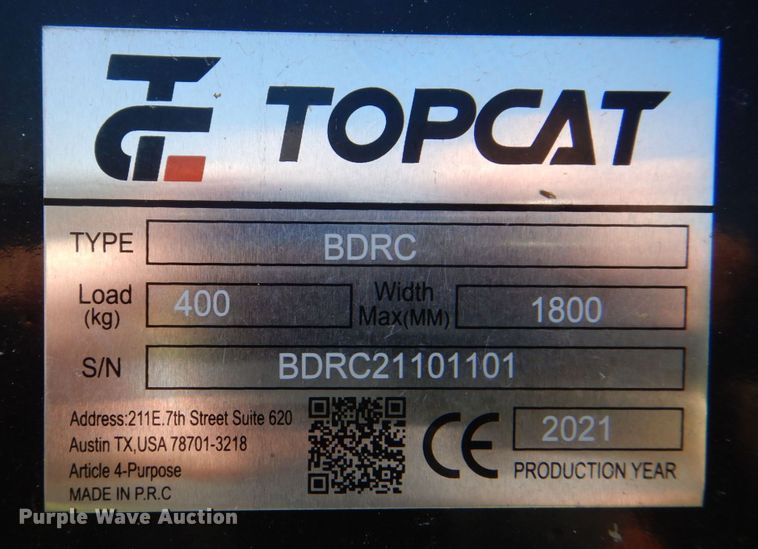 TOPCAT
TYPE BDRC
Load (kg) 400 Width Max(MM) 1800
S/N BDRC21101101
Address:211E.7th Street Suite 620
Austin TX,USA 78701-3218
Article 4-Purpose
MADE IN P.R.C
CE
2021
PRODUCTION YEAR
Purple Wave Auction